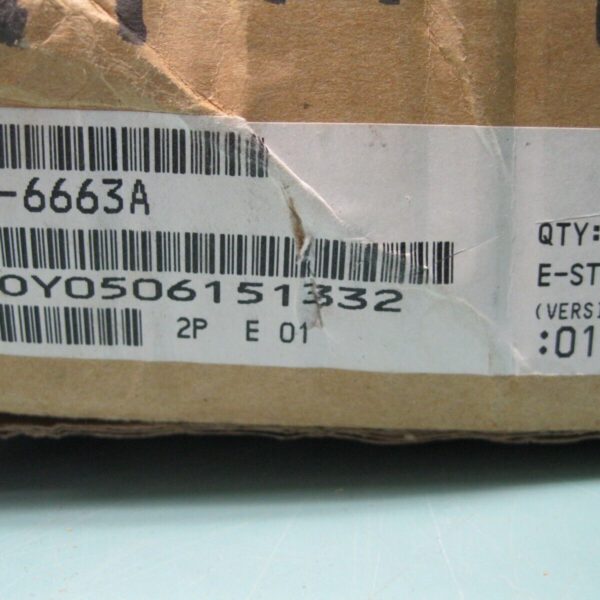 -6663A
QTY:
0Y0506151332
E-ST
(VERSI
2P E 01
:01